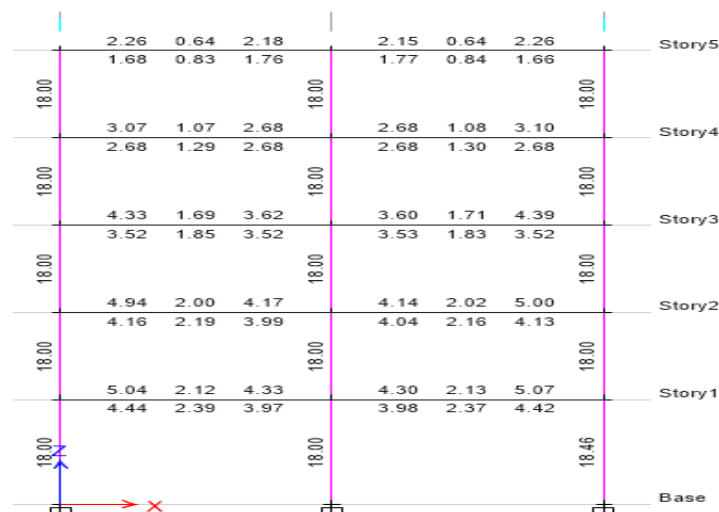 2.26 0.64 2.18 2.15 0.64 2.26 Story5
1.68 0.83 1.76 1.77 0.84 1.66
18.00 18.00 18.00
3.07 1.07 2.68 2.68 1.08 3.10 Story4
2.68 1.29 2.68 2.68 1.30 2.68
18.00 18.00 18.00
4.33 1.69 3.62 3.60 1.71 4.39 Story3
3.52 1.85 3.52 3.53 1.83 3.52
18.00 18.00 18.00
4.94 2.00 4.17 4.14 2.02 5.00 Story2
4.16 2.19 3.99 4.04 2.16 4.13
18.00 18.00 18.00
5.04 2.12 4.33 4.30 2.13 5.07 Story1
4.44 2.39 3.97 3.98 2.37 4.42
18.00 18.00 18.46
Z
X Base